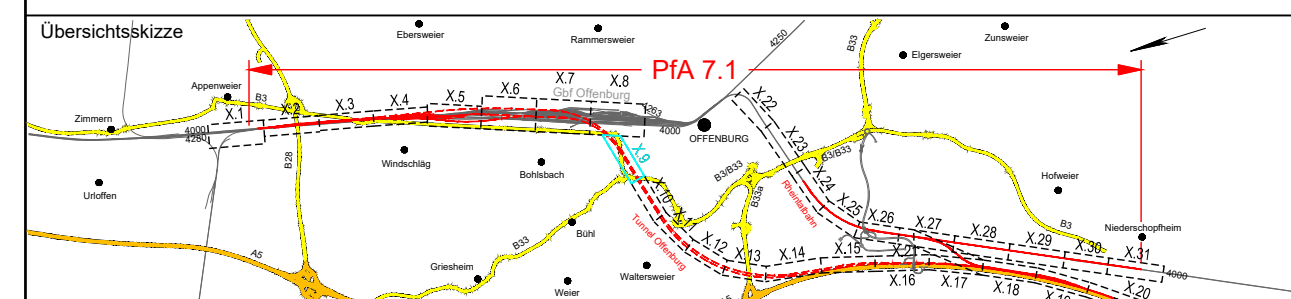 Übersichtsskizze
Ebersweier
Rammersweier
4250
B33
Zunsweier
Elgersweier
PfA 7.1
Appenweier
B3
Zimmern
X.1
X.2
X.3
X.4
X.5
X.6
X.7
X.8
Gbf Offenburg
4263
4000
4280
4000
OFFENBURG
X.22
X.23
B28
Windschläg
Bohlsbach
X.9
B3/B33
B3/B33
Urloffen
X.10
B33a
X.24
Rheintalbahn
Hofweier
X.25
X.26
X.27
X.28
X.29
X.30
X.31
B3
Niederschopfheim
4000
Tunnel Offenburg
X.11
X.12
X.13
X.14
X.15
X.21
X.16
X.17
X.18
X.20
B33
Bühl
A5
Griesheim
Weier
Waltersweier